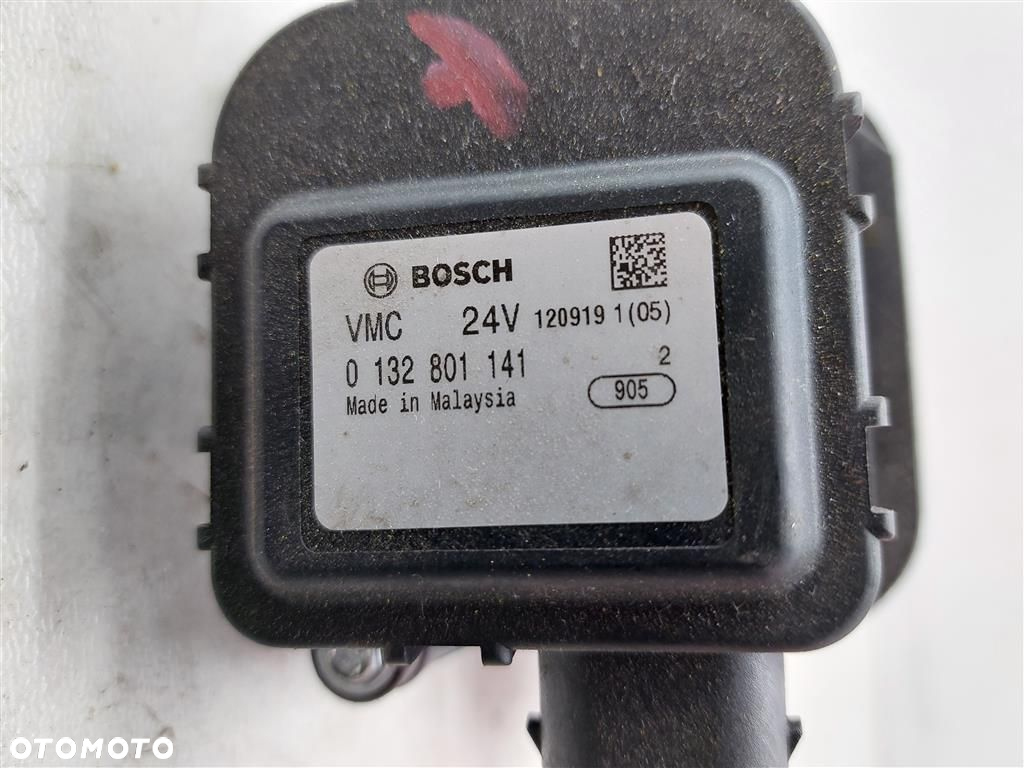 BOSCH
VMC 24V 120919 1(05)
0 132 801 141 2
Made in Malaysia 905
OTOMOTO